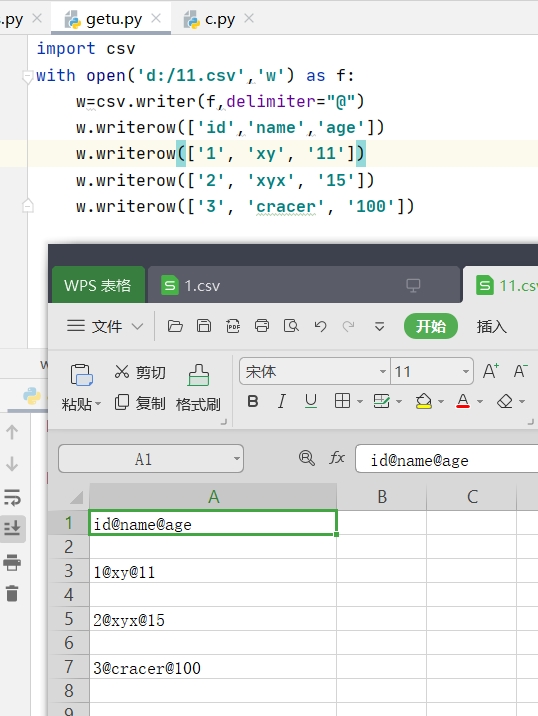 .py × getu.py × c.py ×
import csv
with open('d:/11.csv','w') as f:
w=csv.writer(f,delimiter="@")
w.writerow(['id','name','age'])
w.writerow(['1', 'xy', '11'])
w.writerow(['2', 'xyx', '15'])
w.writerow(['3', 'cracer', '100'])
WPS 表格 S 1.csv S 11.csv
文件 PDF 开始 插入
剪切 宋体 11 A+ A-
粘贴 复制 格式刷 B I U A
A1 fx id@name@age
A B C
1 id@name@age
2
3 1@xy@11
4
5 2@xyx@15
6
7 3@cracer@100
8
9